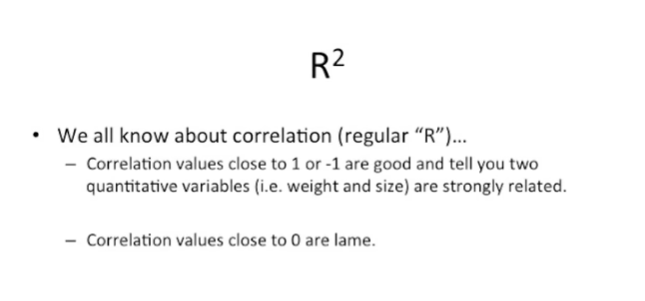 R²
• We all know about correlation (regular “R”)...
– Correlation values close to 1 or -1 are good and tell you two
quantitative variables (i.e. weight and size) are strongly related.
– Correlation values close to 0 are lame.